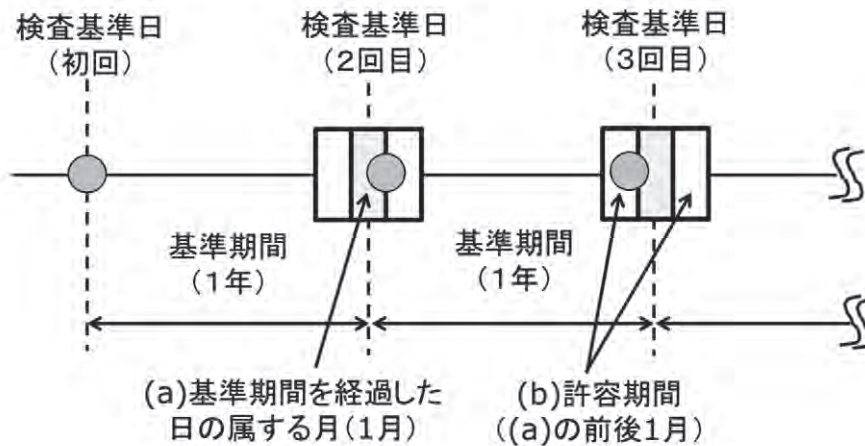 検査基準日
（初回）
検査基準日
（2回目）
検査基準日
（3回目）
基準期間
（1年）
基準期間
（1年）
(a)基準期間を経過した
日の属する月(1月)
(b)許容期間
((a)の前後1月)